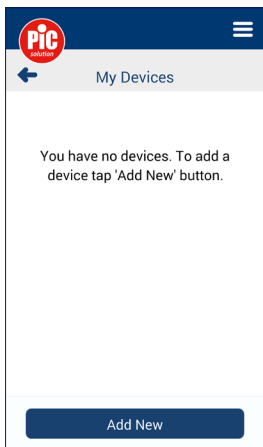 PiC
solution
My Devices
You have no devices. To add a
device tap 'Add New' button.
Add New